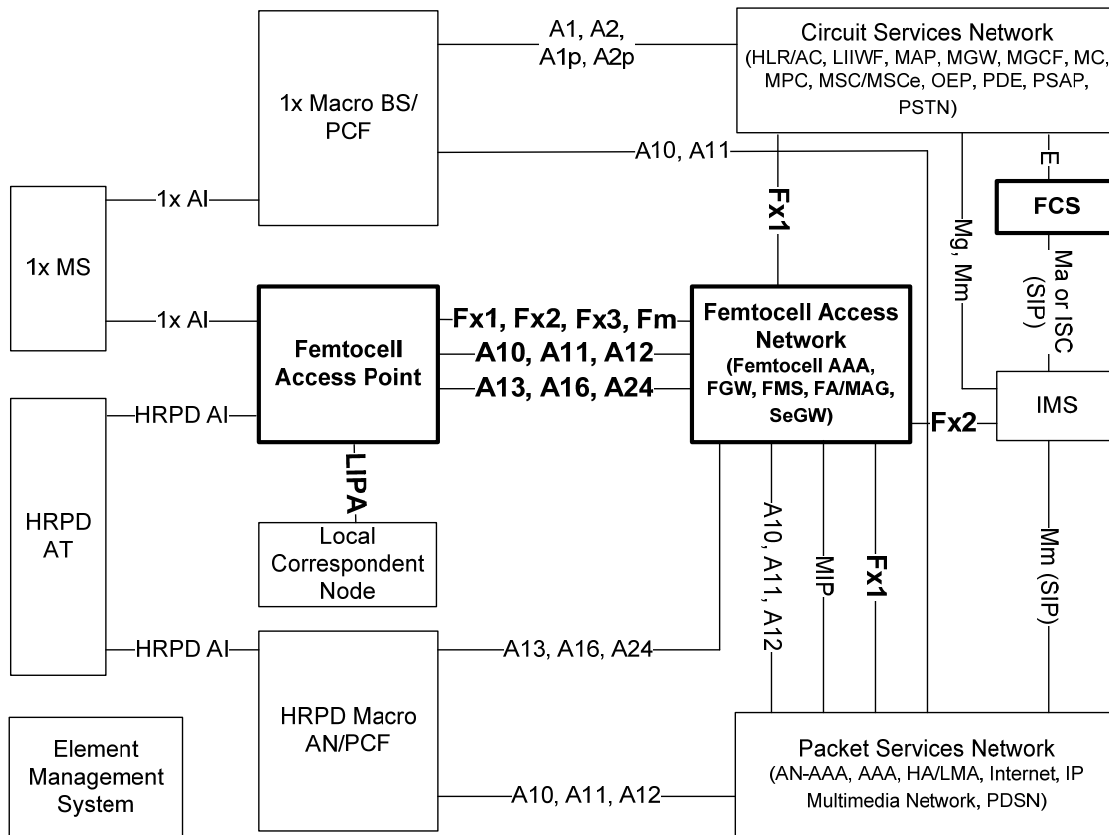 A1, A2,
A1p, A2p
Circuit Services Network
(HLR/AC, LIIWF, MAP, MGW, MGCF, MC,
MPC, MSC/MSCe, OEP, PDE, PSAP,
PSTN)
1x Macro BS/
PCF
A10, A11
E
FCS
1x AI
Fx1
Mg, Mm
Ma or ISC
(SIP)
1x MS
1x AI
Femtocell
Access Point
Fx1, Fx2, Fx3, Fm
A10, A11, A12
A13, A16, A24
Femtocell Access
Network
(Femtocell AAA,
FGW, FMS, FA/MAG,
SeGW)
IMS
Fx2
HRPD AI
LIPA
HRPD
AT
Local
Correspondent
Node
A10, A11, A12
MIP
Fx1
Mm (SIP)
HRPD AI
A13, A16, A24
HRPD Macro
AN/PCF
Element
Management
System
A10, A11, A12
Packet Services Network
(AN-AAA, AAA, HA/LMA, Internet, IP
Multimedia Network, PDSN)